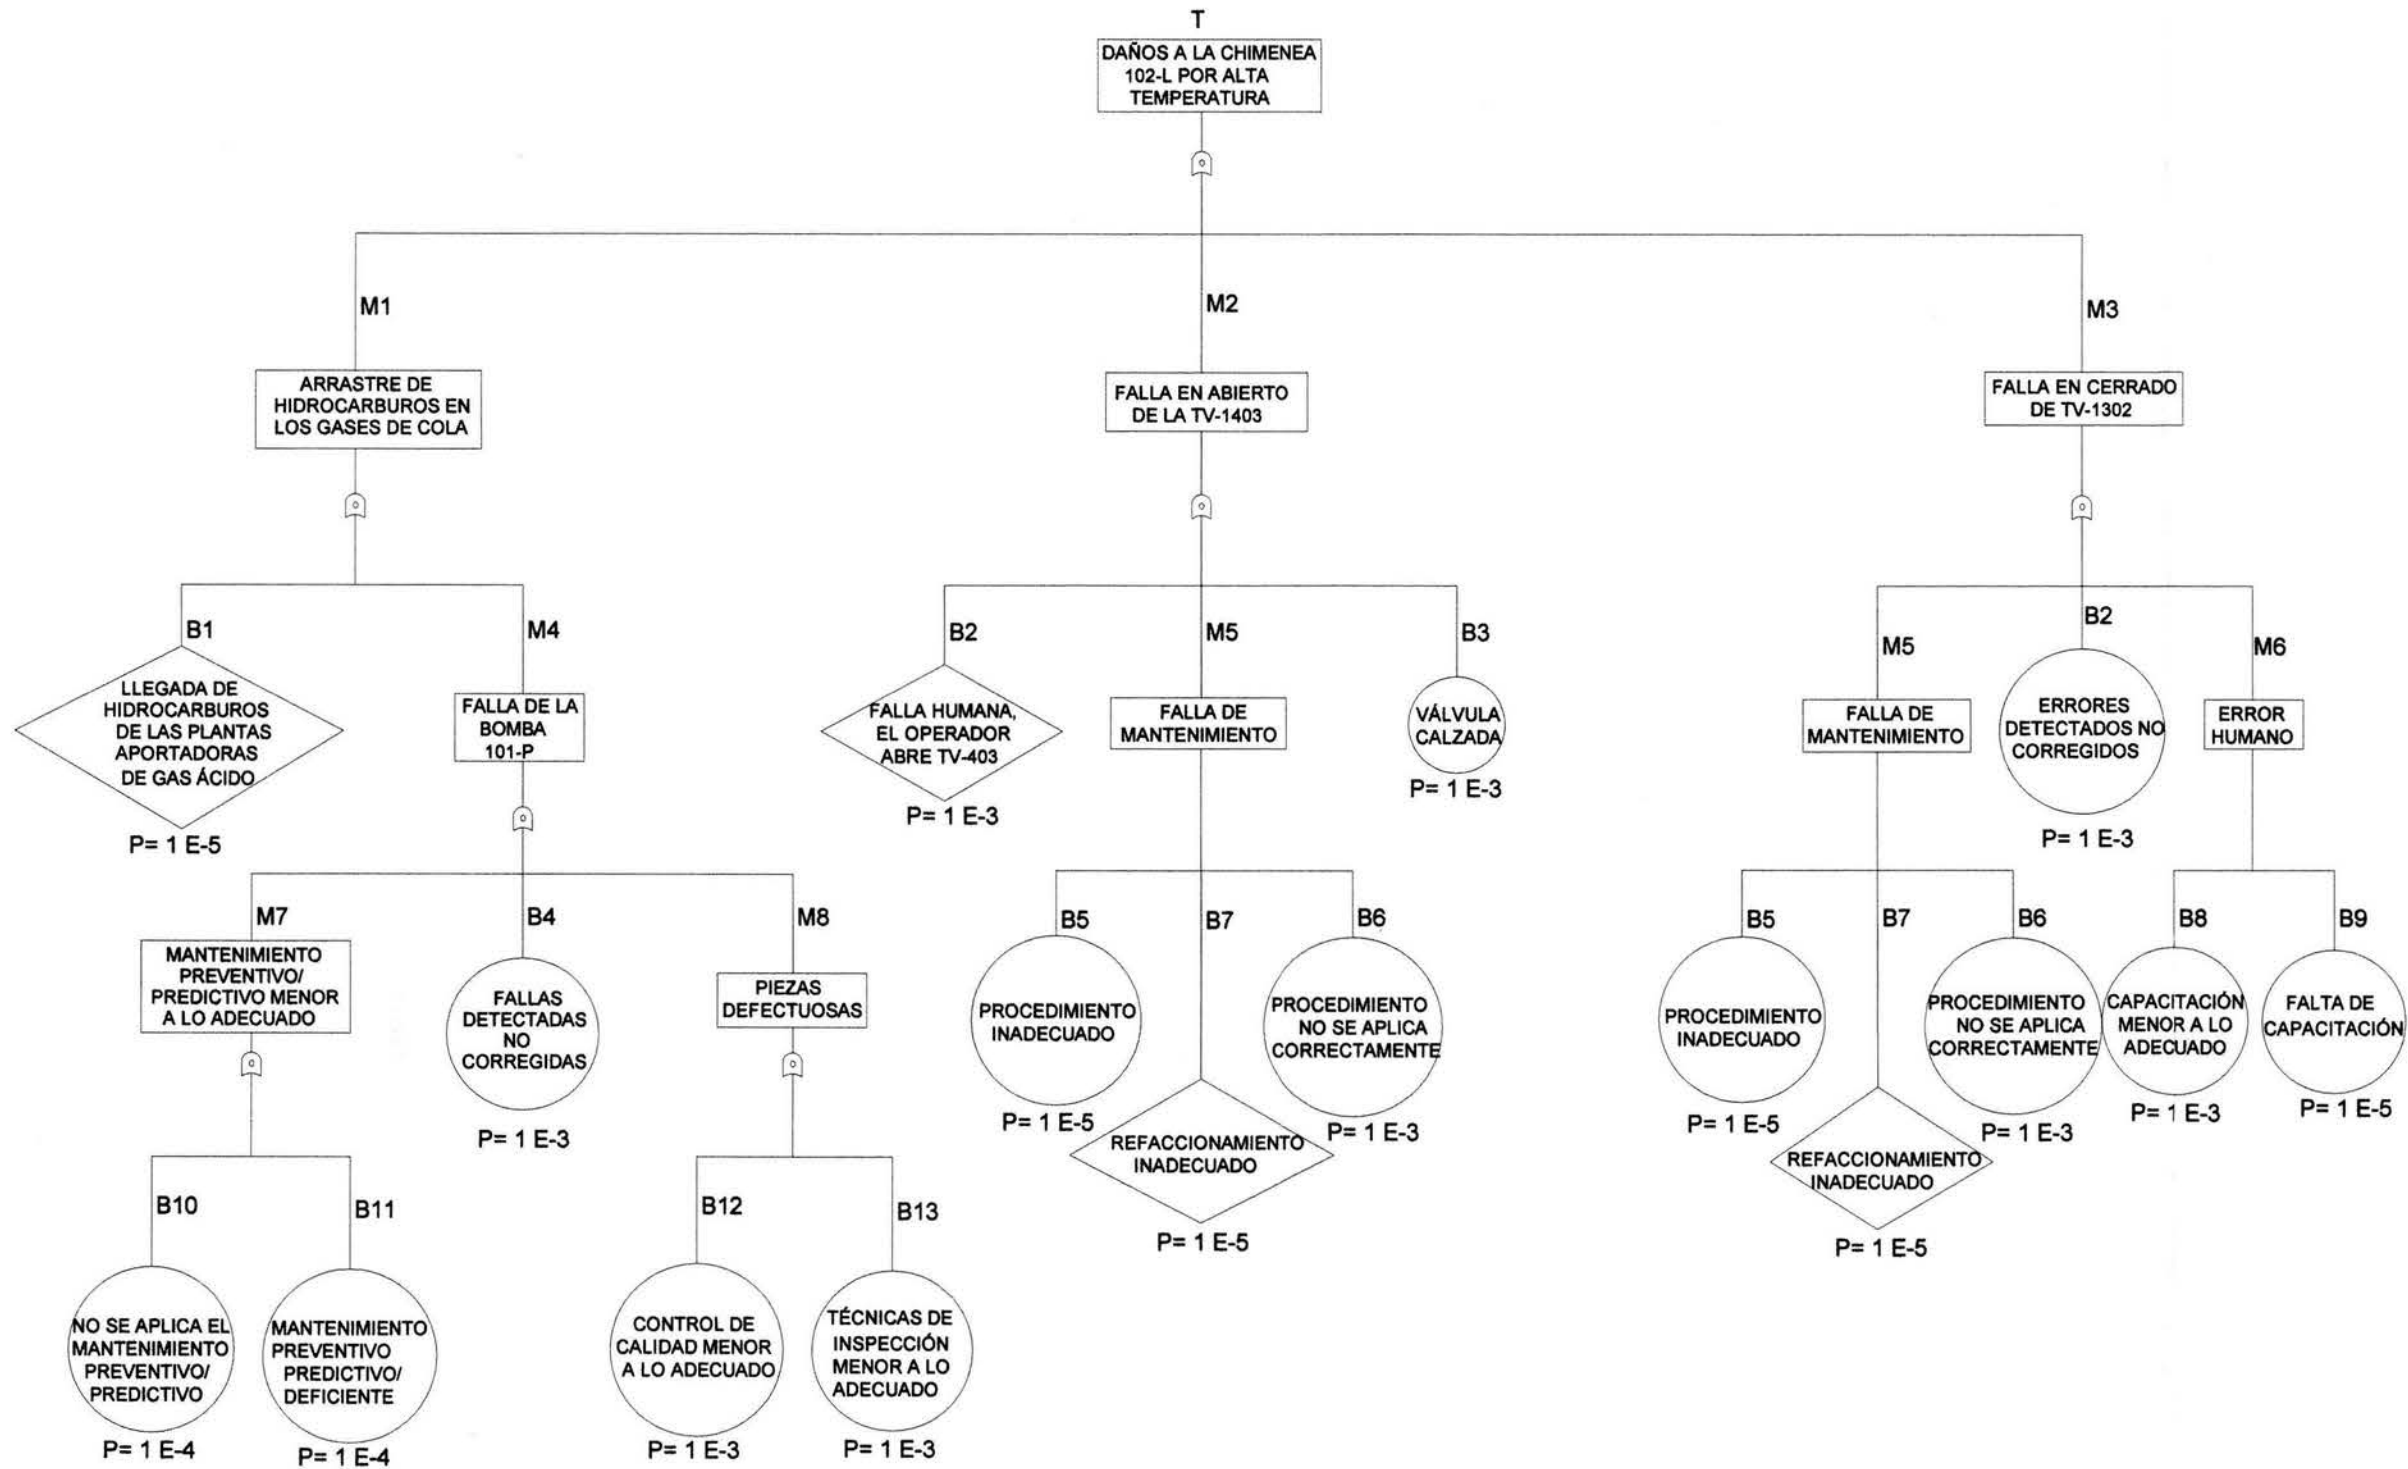 T
DAÑOS A LA CHIMENEA
102-L POR ALTA
TEMPERATURA
M1
M2
M3
ARRASTRE DE
HIDROCARBUROS EN
LOS GASES DE COLA
FALLA EN ABIERTO
DE LA TV-1403
FALLA EN CERRADO
DE TV-1302
B1
LLEGADA DE
HIDROCARBUROS
DE LAS PLANTAS
APORTADORAS
DE GAS ÁCIDO
P= 1 E-5
M4
FALLA DE LA
BOMBA
101-P
B2
FALLA HUMANA,
EL OPERADOR
ABRE TV-403
P= 1 E-3
M5
FALLA DE
MANTENIMIENTO
B3
VÁLVULA
CALZADA
P= 1 E-3
M5
FALLA DE
MANTENIMIENTO
B2
ERRORES
DETECTADOS NO
CORREGIDOS
P= 1 E-3
M6
ERROR
HUMANO
M7
MANTENIMIENTO
PREVENTIVO/
PREDICTIVO MENOR
A LO ADECUADO
B4
FALLAS
DETECTADAS
NO
CORREGIDAS
P= 1 E-3
M8
PIEZAS
DEFECTUOSAS
B5
PROCEDIMIENTO
INADECUADO
P= 1 E-5
B7
REFACCIONAMIENTO
INADECUADO
P= 1 E-5
B6
PROCEDIMIENTO
NO SE APLICA
CORRECTAMENTE
P= 1 E-3
B5
PROCEDIMIENTO
INADECUADO
P= 1 E-5
B7
REFACCIONAMIENTO
INADECUADO
P= 1 E-5
B6
PROCEDIMIENTO
NO SE APLICA
CORRECTAMENTE
P= 1 E-3
B8
CAPACITACIÓN
MENOR A LO
ADECUADO
P= 1 E-3
B9
FALTA DE
CAPACITACIÓN
P= 1 E-5
B10
NO SE APLICA EL
MANTENIMIENTO
PREVENTIVO/
PREDICTIVO
P= 1 E-4
B11
MANTENIMIENTO
PREVENTIVO
PREDICTIVO/
DEFICIENTE
P= 1 E-4
B12
CONTROL DE
CALIDAD MENOR
A LO ADECUADO
P= 1 E-3
B13
TÉCNICAS DE
INSPECCIÓN
MENOR A LO
ADECUADO
P= 1 E-3